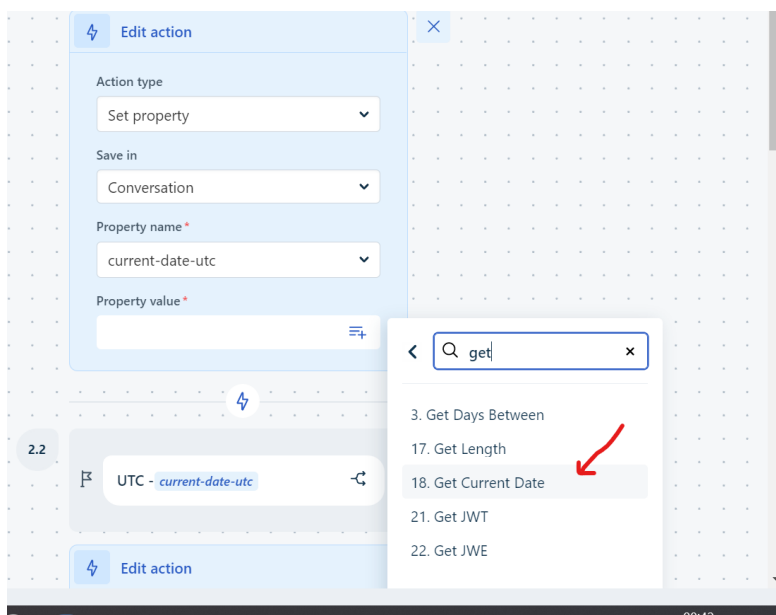 Edit action
Action type
Set property
Save in
Conversation
Property name*
current-date-utc
Property value*
get
3. Get Days Between
17. Get Length
18. Get Current Date
21. Get JWT
22. Get JWE
2.2
UTC - current-date-utc
Edit action